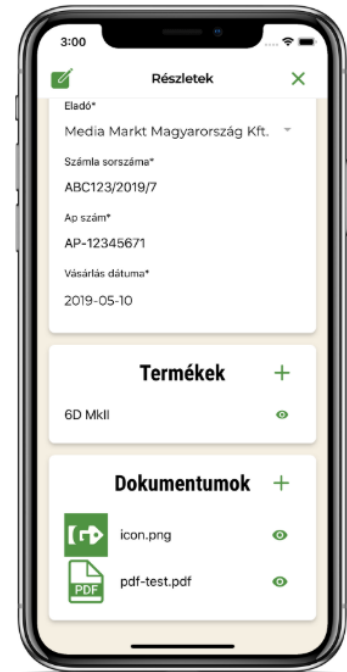 3:00
Részletek
Eladó*
Media Markt Magyarország Kft.
Számla sorszáma*
ABC123/2019/7
Ap szám*
AP-12345671
Vásárlás dátuma*
2019-05-10
Termékek
6D MkII
Dokumentumok
icon.png
PDF
pdf-test.pdf